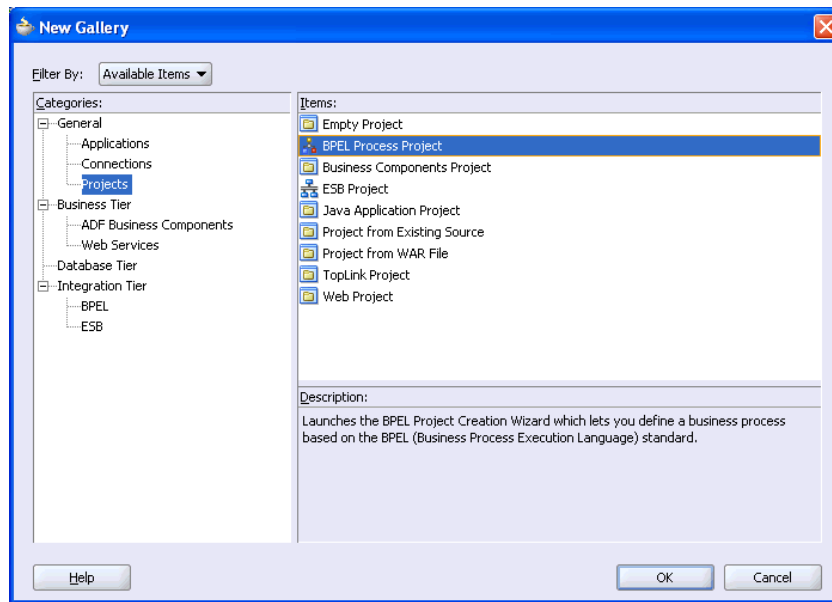 New Gallery
Filter By: Available Items
Categories:
General
Applications
Connections
Projects
Business Tier
ADF Business Components
Web Services
Database Tier
Integration Tier
BPEL
ESB
Items:
Empty Project
BPEL Process Project
Business Components Project
ESB Project
Java Application Project
Project from Existing Source
Project from WAR File
TopLink Project
Web Project
Description:
Launches the BPEL Project Creation Wizard which lets you define a business process
based on the BPEL (Business Process Execution Language) standard.
Help
OK
Cancel